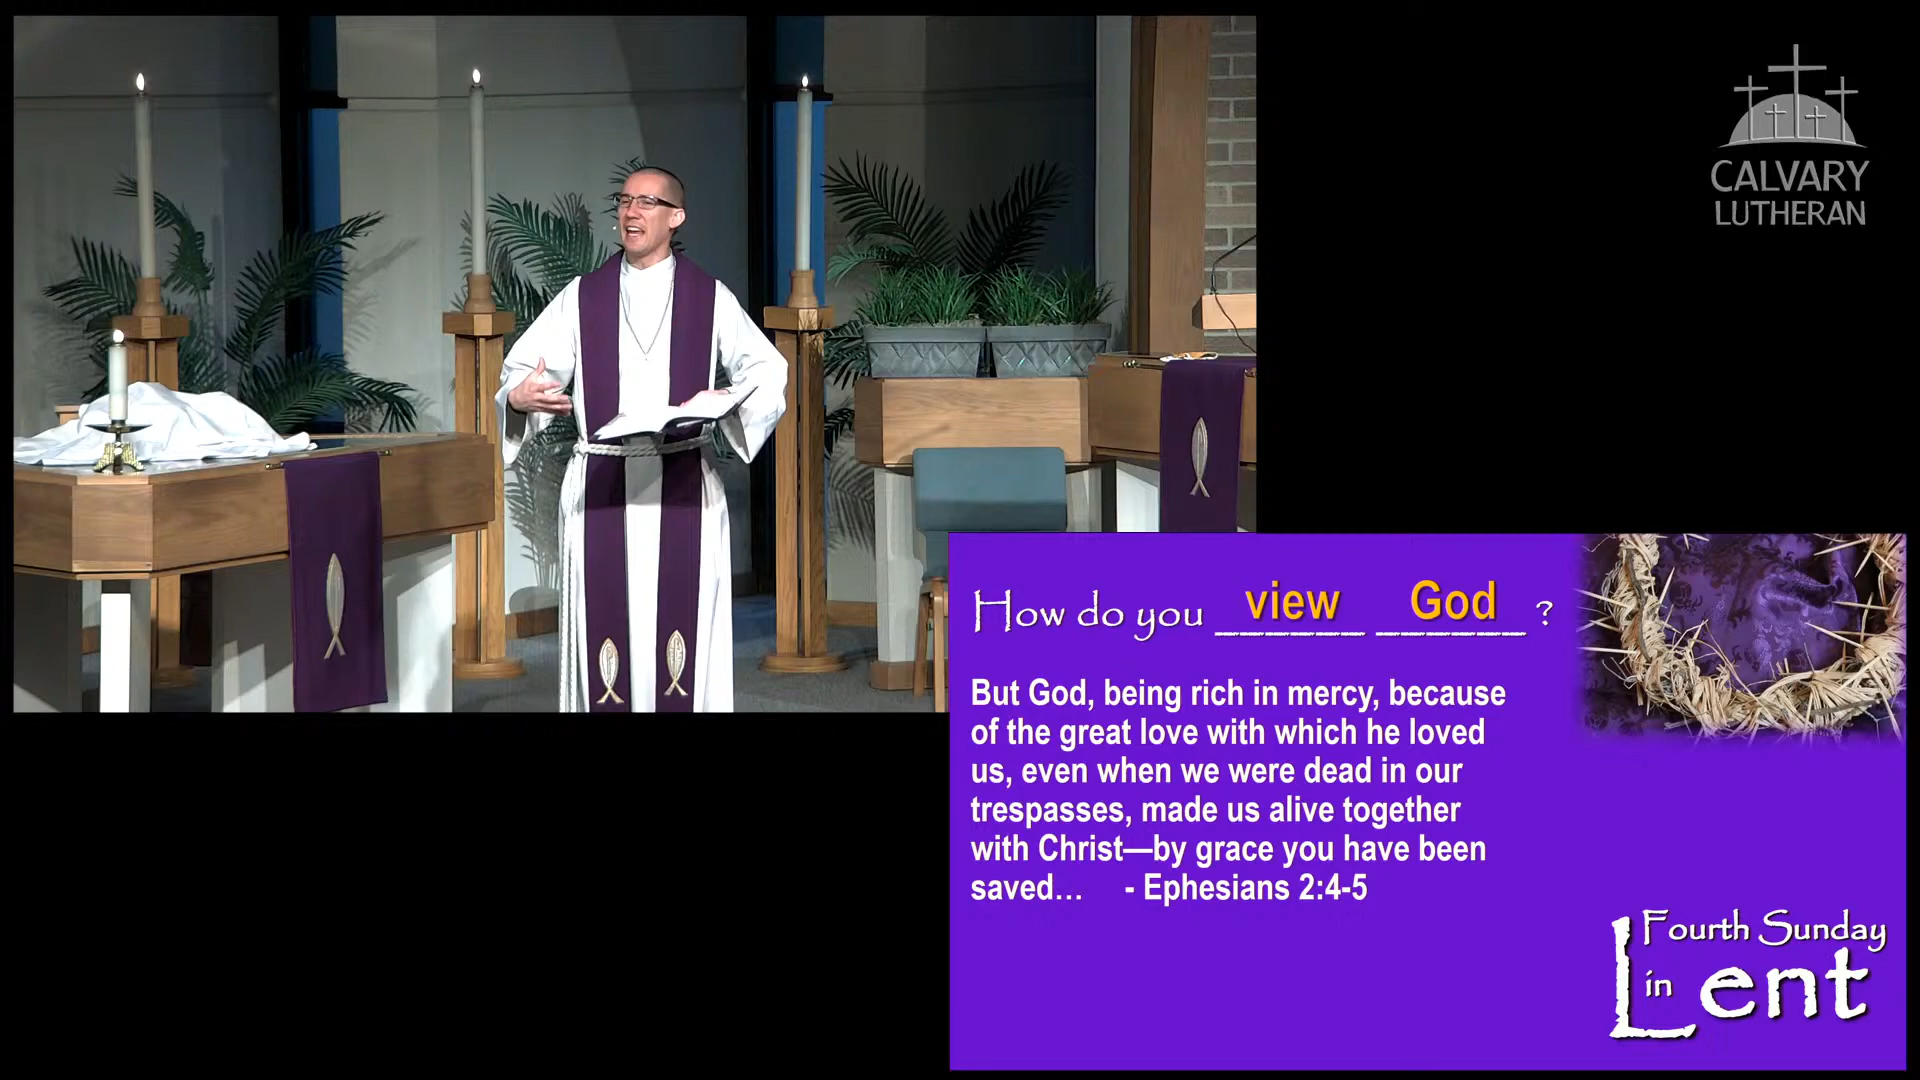 CALVARY
LUTHERAN
How do you view God ?
But God, being rich in mercy, because
of the great love with which he loved
us, even when we were dead in our
trespasses, made us alive together
with Christ—by grace you have been
saved… - Ephesians 2:4-5
Fourth Sunday
in
Lent